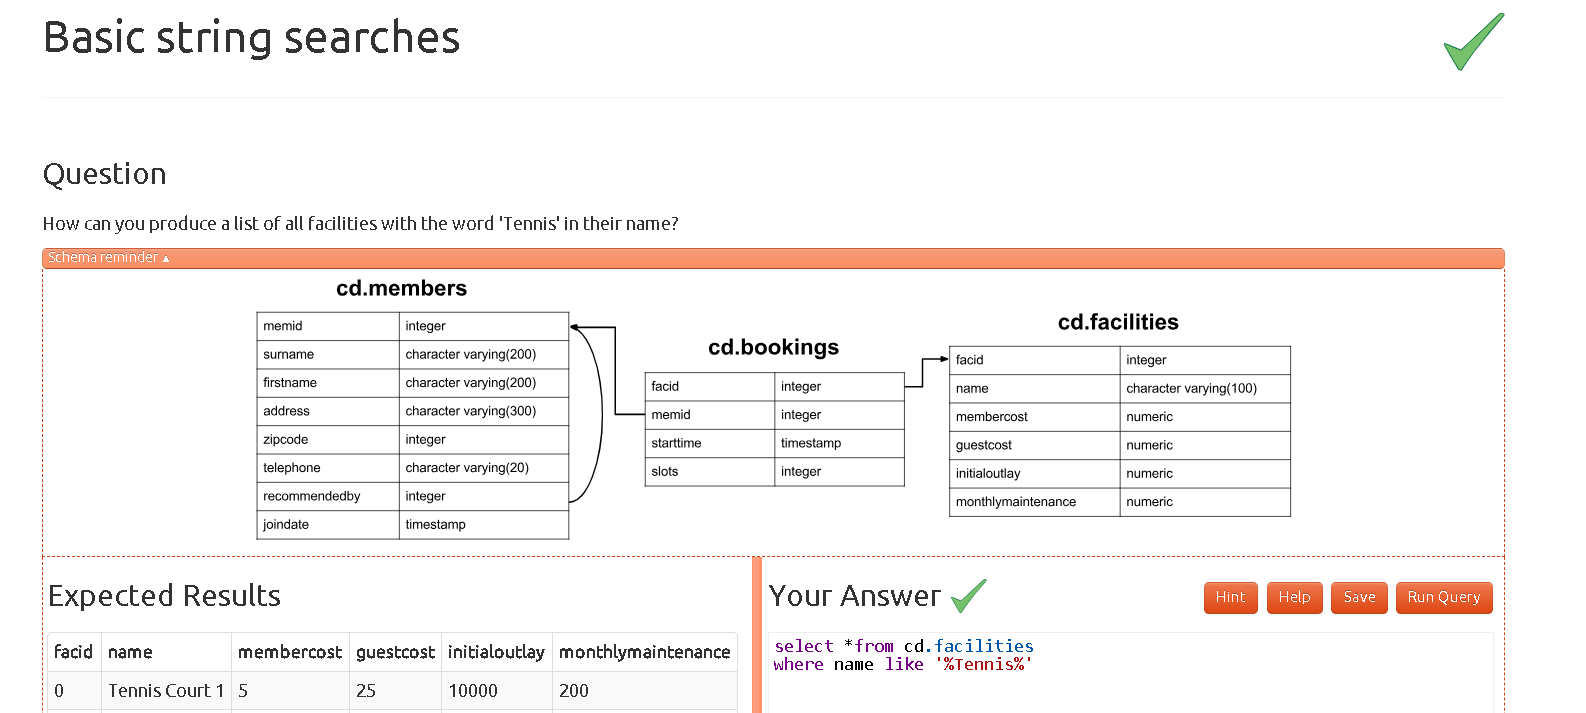 Basic string searches
Question
How can you produce a list of all facilities with the word 'Tennis' in their name?
Schema reminder ▲
cd.members
memid integer
surname character varying(200)
firstname character varying(200)
address character varying(300)
zipcode integer
telephone character varying(20)
recommendedby integer
joindate timestamp
cd.bookings
facid integer
memid integer
starttime timestamp
slots integer
cd.facilities
facid integer
name character varying(100)
membercost numeric
guestcost numeric
initialoutlay numeric
monthlymaintenance numeric
Expected Results
facid name membercost guestcost initialoutlay monthlymaintenance
0 Tennis Court 1 5 25 10000 200
Your Answer
Hint Help Save Run Query
select *from cd.facilities
where name like '%Tennis%'